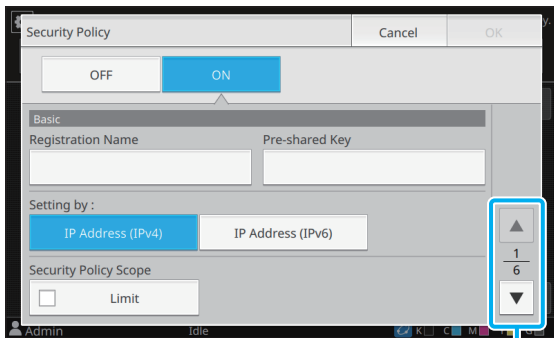 Security Policy
Cancel
OK
y.
OFF
ON
Basic
Registration Name
Pre-shared Key
Setting by :
IP Address (IPv4)
IP Address (IPv6)
1
6
Security Policy Scope
Limit
Admin
Idle
K
C
M